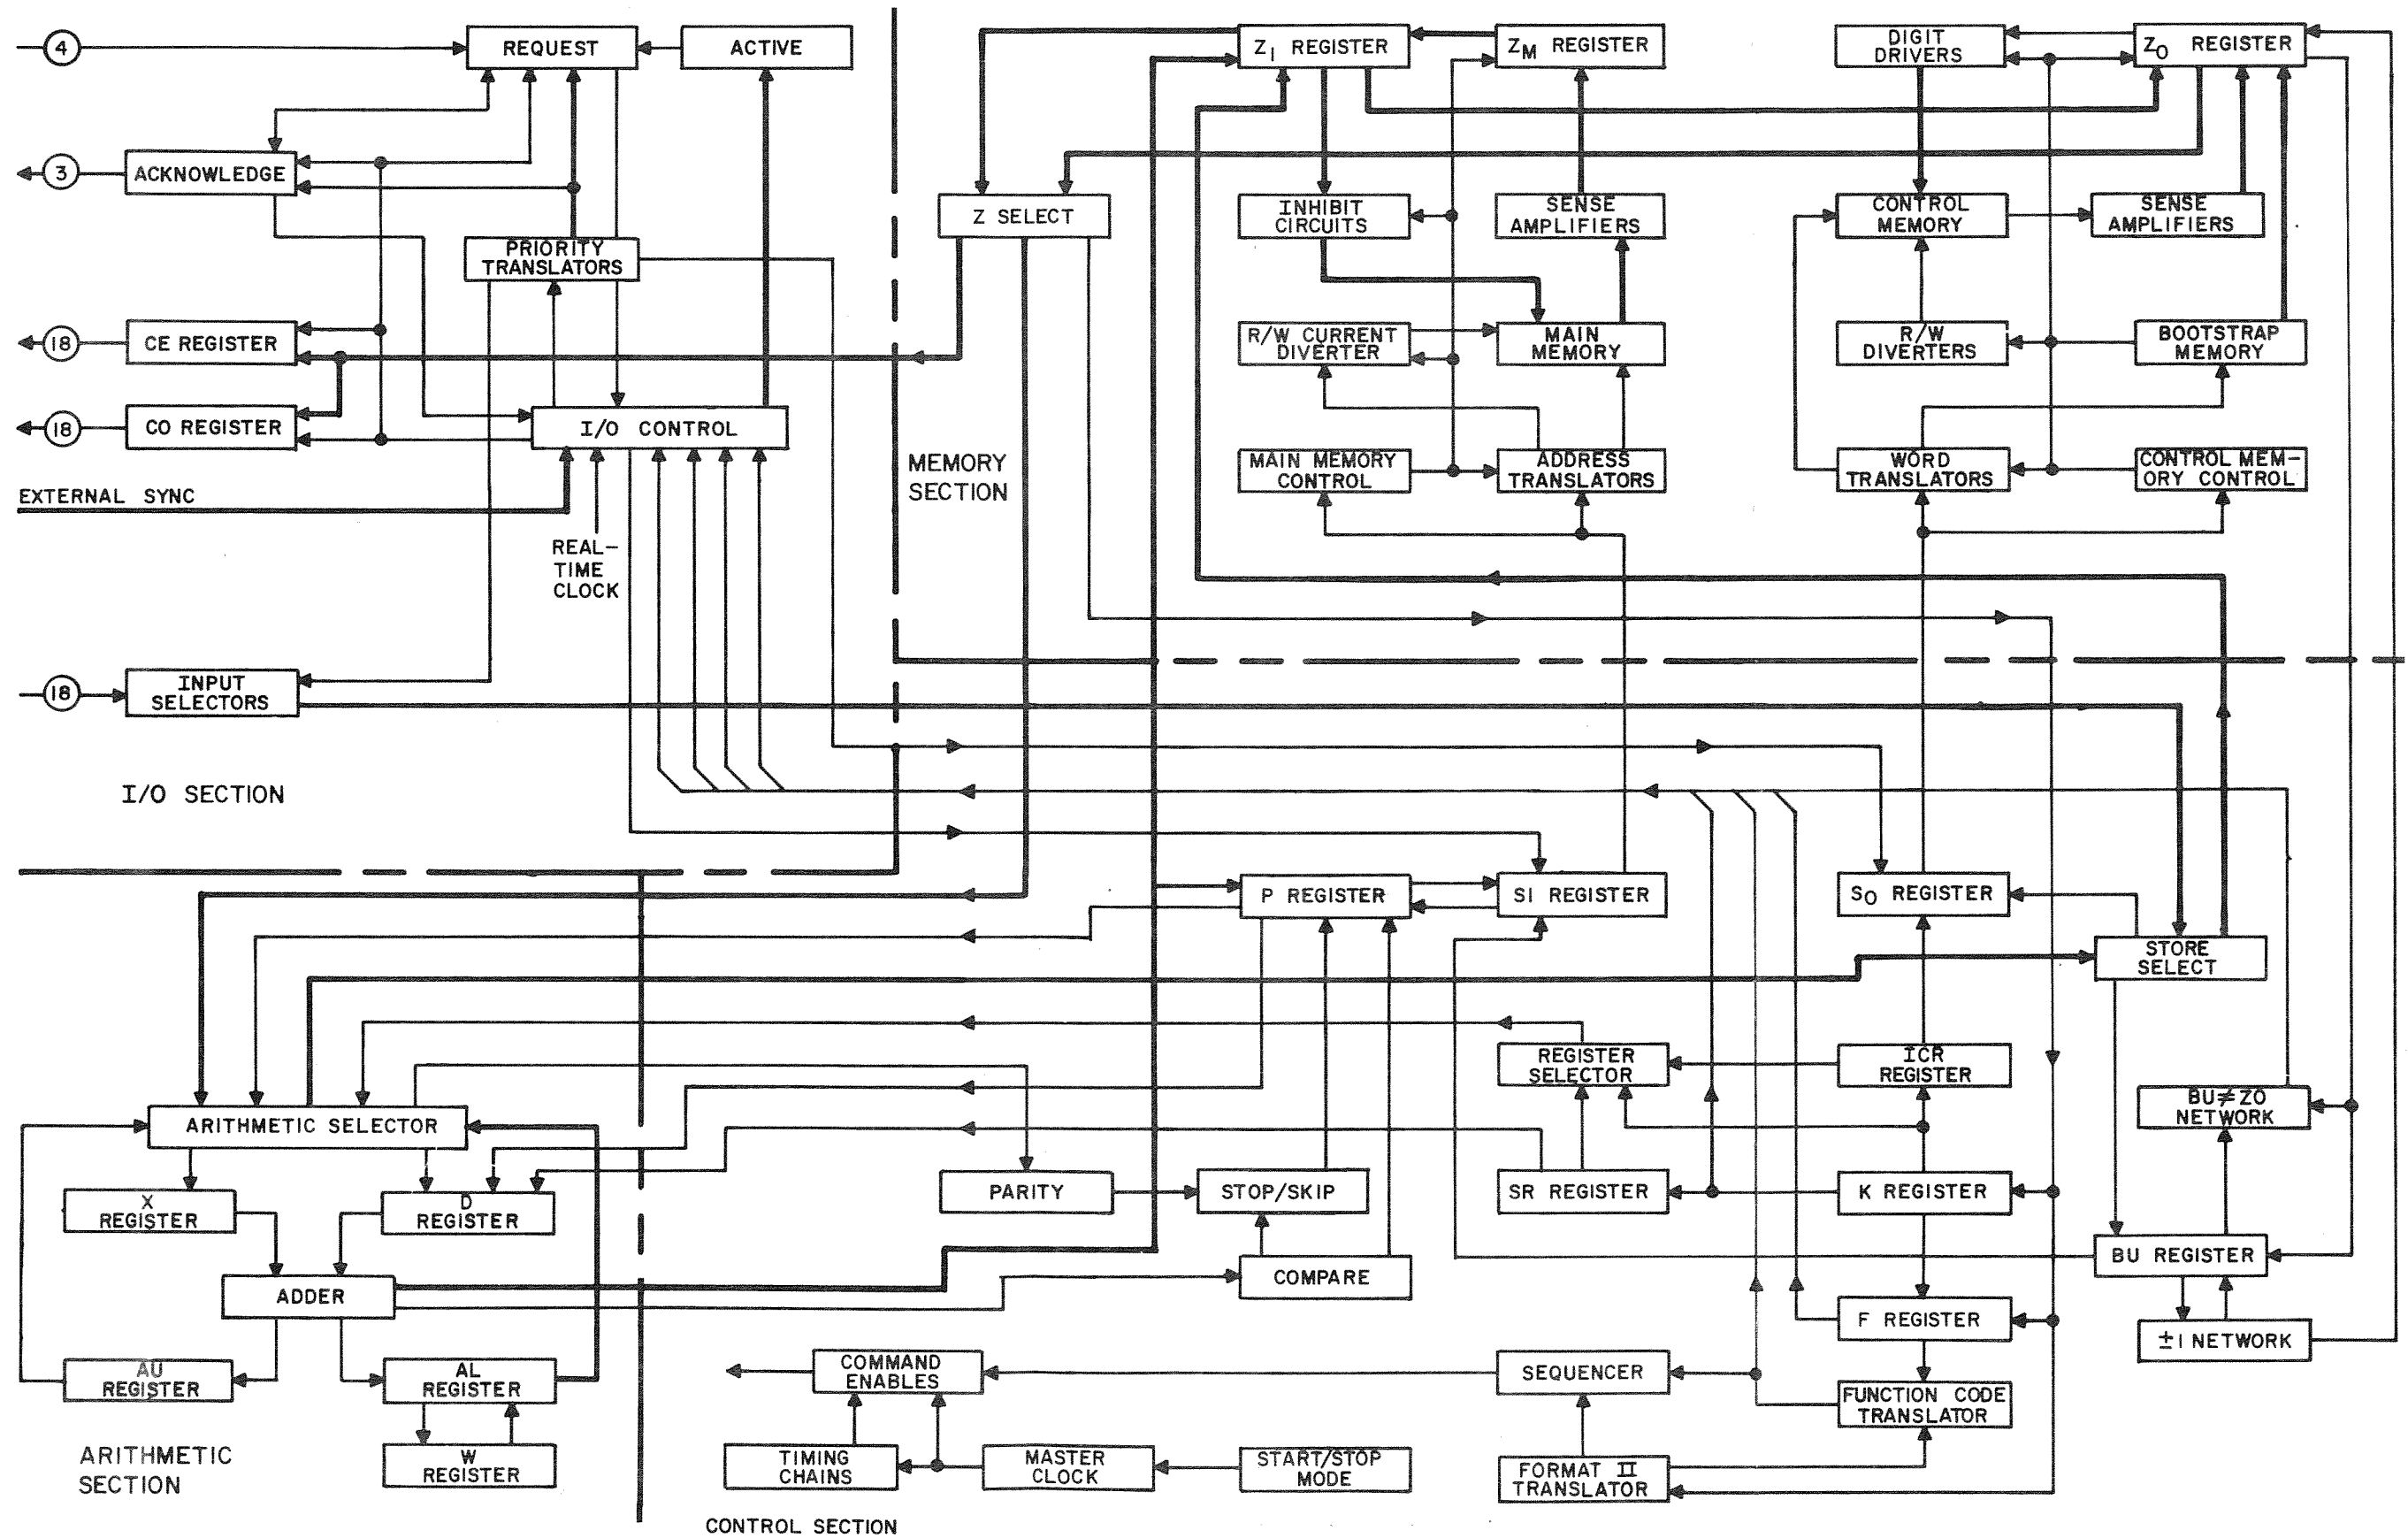 4
REQUEST
ACTIVE
Z1 REGISTER
ZM REGISTER
DIGIT
DRIVERS
ZO REGISTER
3
ACKNOWLEDGE
PRIORITY
TRANSLATORS
Z SELECT
INHIBIT
CIRCUITS
SENSE
AMPLIFIERS
CONTROL
MEMORY
SENSE
AMPLIFIERS
18
CE REGISTER
R/W CURRENT
DIVERTER
MAIN
MEMORY
R/W
DIVERTERS
BOOTSTRAP
MEMORY
18
CO REGISTER
I/O CONTROL
MEMORY
SECTION
MAIN MEMORY
CONTROL
ADDRESS
TRANSLATORS
WORD
TRANSLATORS
CONTROL MEM-
ORY CONTROL
EXTERNAL SYNC
REAL-
TIME
CLOCK
18
INPUT
SELECTORS
I/O SECTION
P REGISTER
SI REGISTER
SO REGISTER
STORE
SELECT
REGISTER
SELECTOR
ICR
REGISTER
BU≠ZO
NETWORK
ARITHMETIC SELECTOR
X
REGISTER
D
REGISTER
PARITY
STOP/SKIP
SR REGISTER
K REGISTER
BU REGISTER
ADDER
COMPARE
F REGISTER
±1 NETWORK
AU
REGISTER
AL
REGISTER
COMMAND
ENABLES
SEQUENCER
FUNCTION CODE
TRANSLATOR
ARITHMETIC
SECTION
W
REGISTER
TIMING
CHAINS
MASTER
CLOCK
START/STOP
MODE
FORMAT II
TRANSLATOR
CONTROL SECTION